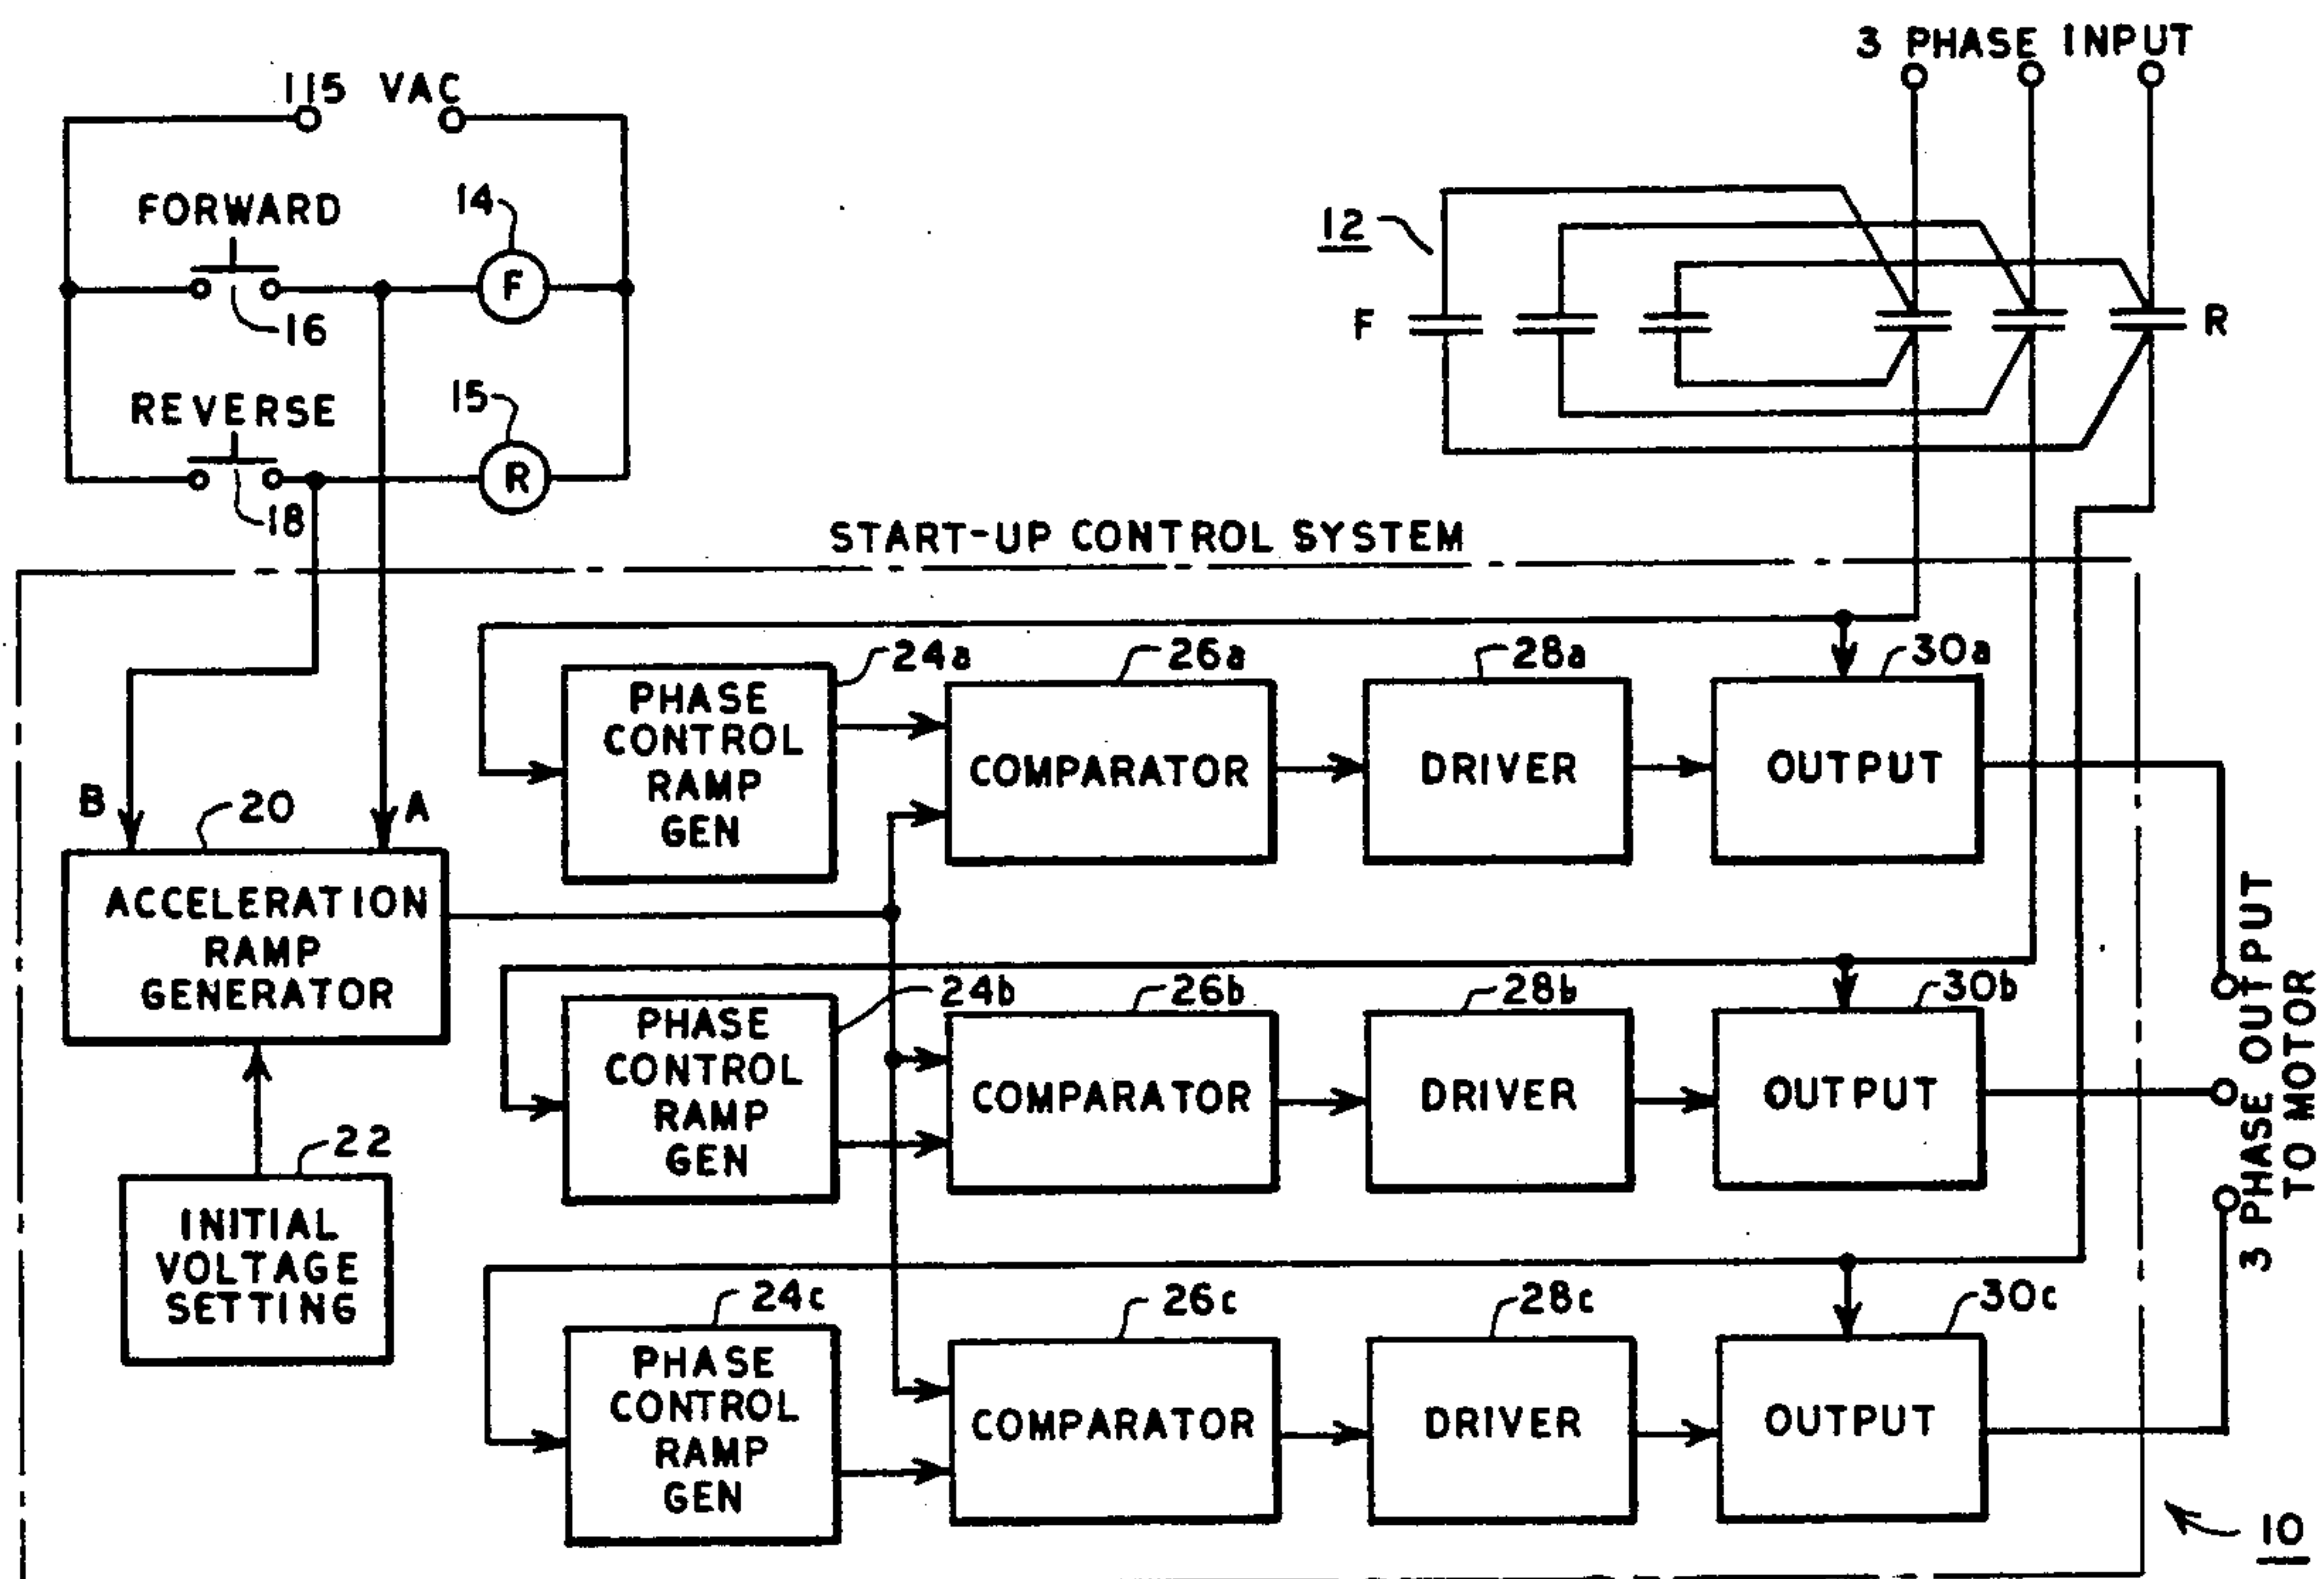 3 PHASE INPUT
115 VAC
FORWARD
14
F
16
12
F
R
REVERSE
15
R
18
START-UP CONTROL SYSTEM
24a
26a
28a
30a
PHASE
CONTROL
RAMP
GEN
COMPARATOR
DRIVER
OUTPUT
B
20
A
ACCELERATION
RAMP
GENERATOR
24b
26b
28b
30b
PHASE
CONTROL
RAMP
GEN
COMPARATOR
DRIVER
OUTPUT
3 PHASE OUTPUT
TO MOTOR
22
INITIAL
VOLTAGE
SETTING
24c
26c
28c
30c
PHASE
CONTROL
RAMP
GEN
COMPARATOR
DRIVER
OUTPUT
10